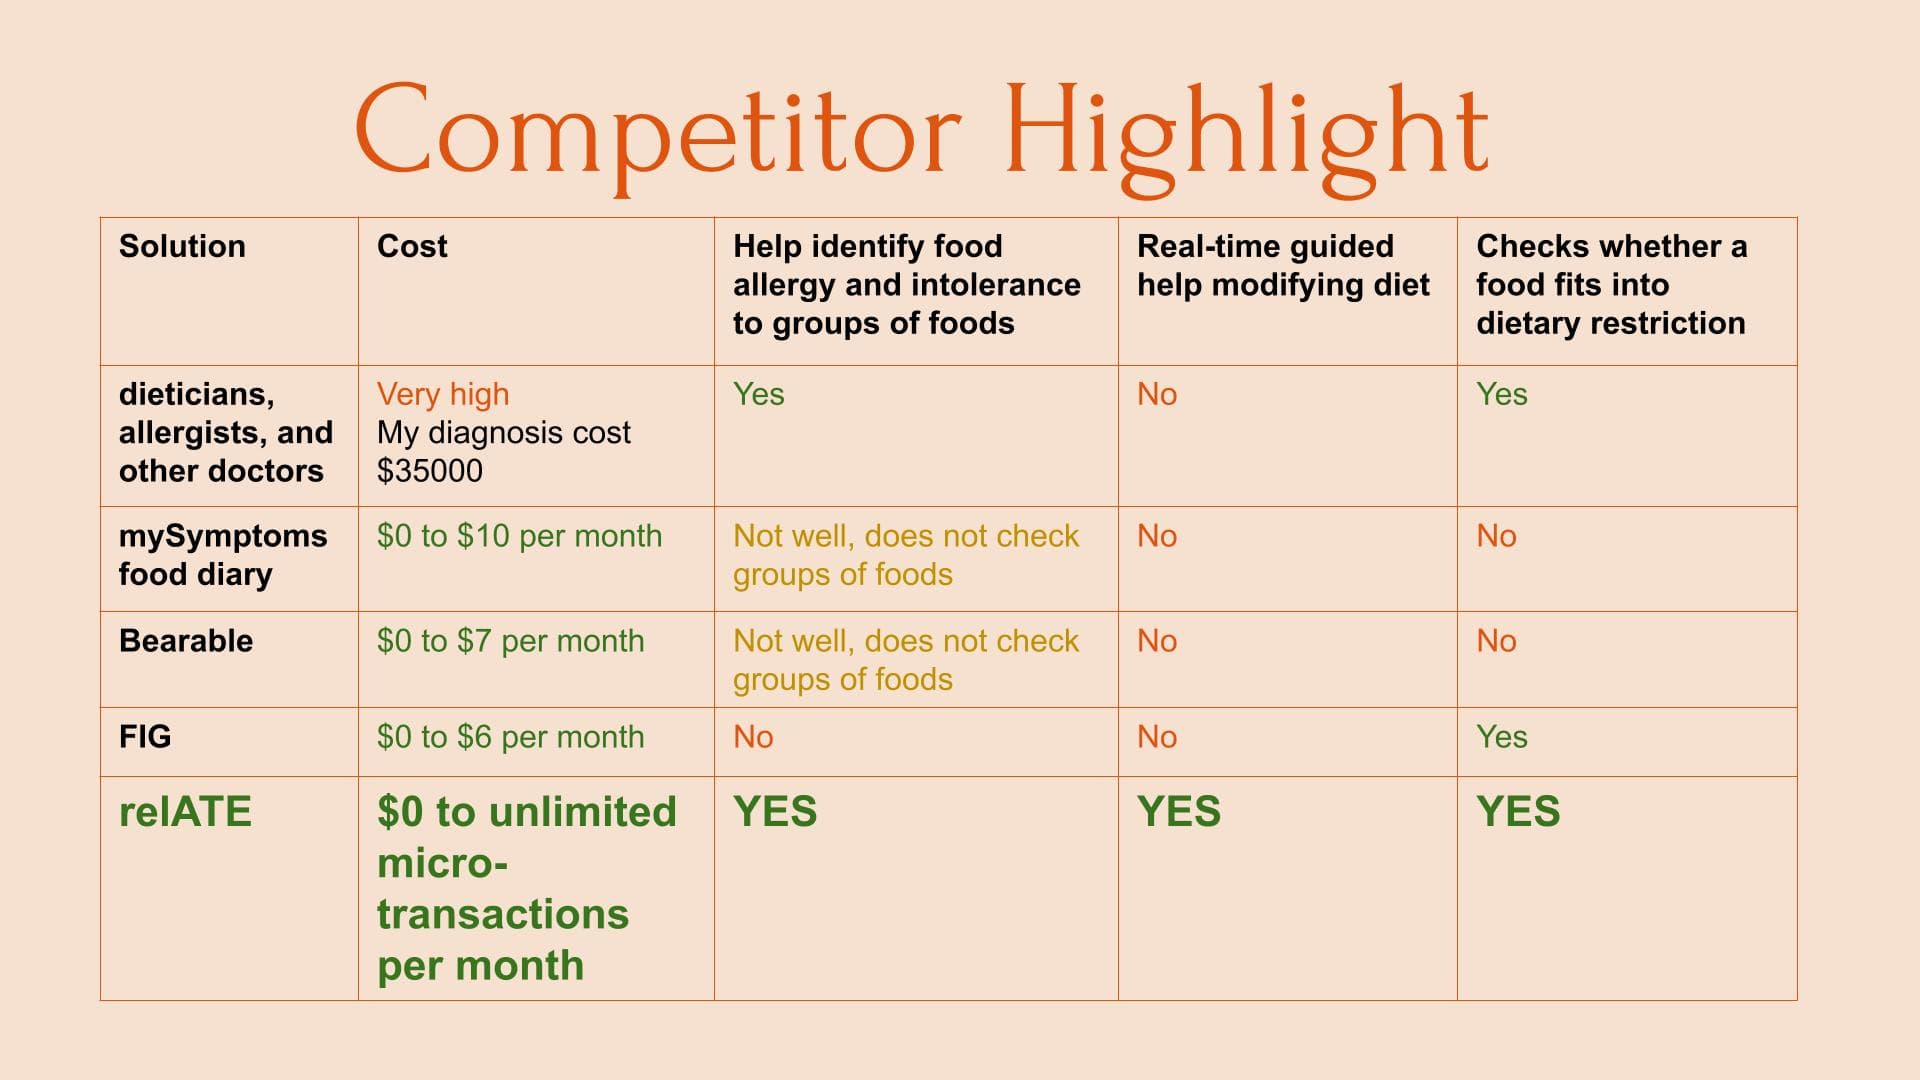 Competitor Highlight
Solution
Cost
Help identify food
allergy and intolerance
to groups of foods
Real-time guided
help modifying diet
Checks whether a
food fits into
dietary restriction
dieticians,
allergists, and
other doctors
Very high
My diagnosis cost
$35000
Yes
No
Yes
mySymptoms
food diary
$0 to $10 per month
Not well, does not check
groups of foods
No
No
Bearable
$0 to $7 per month
Not well, does not check
groups of foods
No
No
FIG
$0 to $6 per month
No
No
Yes
relATE
$0 to unlimited
micro-
transactions
per month
YES
YES
YES